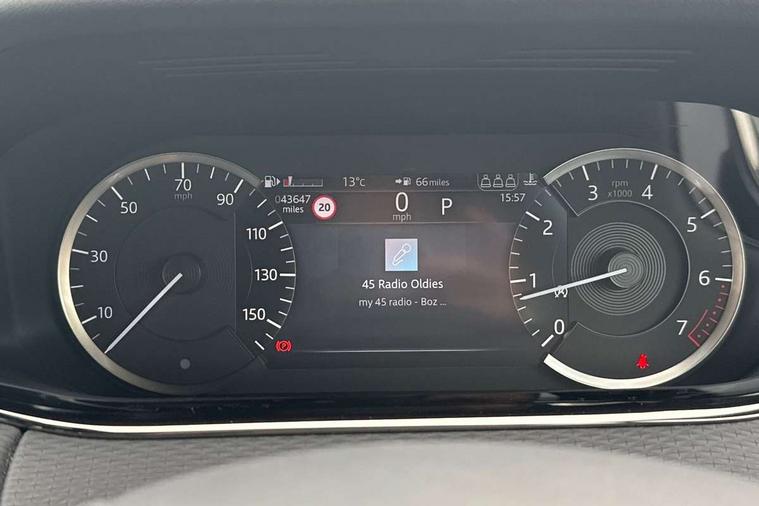 10
30
50
70
mph
90
110
130
150
13°C
66 miles
043647
miles
20
0
mph
P
15:57
45 Radio Oldies
my 45 radio - Boz ...
0
1
2
3
4
5
6
7
rpm
x1000
P
A